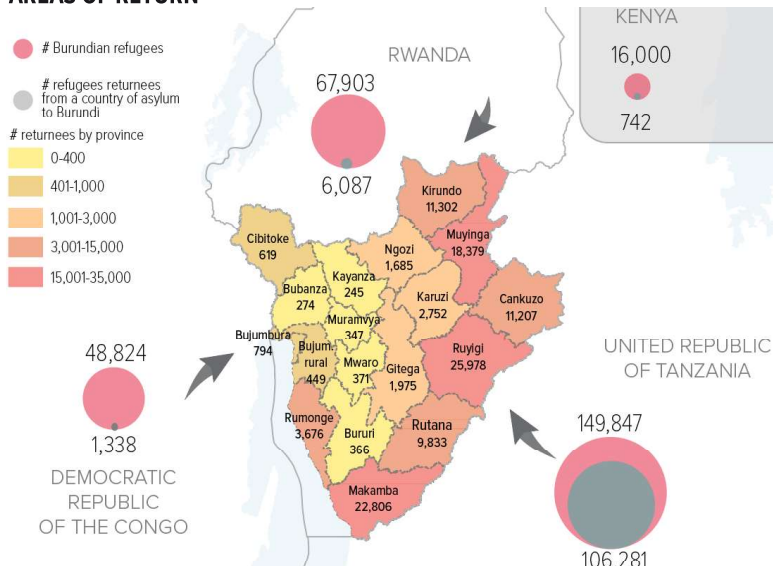 AREAS OF RETURN
# Burundian refugees
# refugees returnees
from a country of asylum
to Burundi
# returnees by province
0-400
401-1,000
1,001-3,000
3,001-15,000
15,001-35,000
RWANDA
67,903
6,087
KENYA
16,000
742
Kirundo
11,302
Muyinga
18,379
Cibitoke
619
Ngozi
1,685
Kayanza
245
Bubanza
274
Karuzi
2,752
Cankuzo
11,207
Muramvya
347
Bujumbura
794
Bujum.
rural
449
Mwaro
371
Gitega
1,975
Ruyigi
25,978
Rumonge
3,676
Bururi
366
Rutana
9,833
Makamba
22,806
48,824
1,338
DEMOCRATIC
REPUBLIC
OF THE CONGO
UNITED REPUBLIC
OF TANZANIA
149,847
106,281